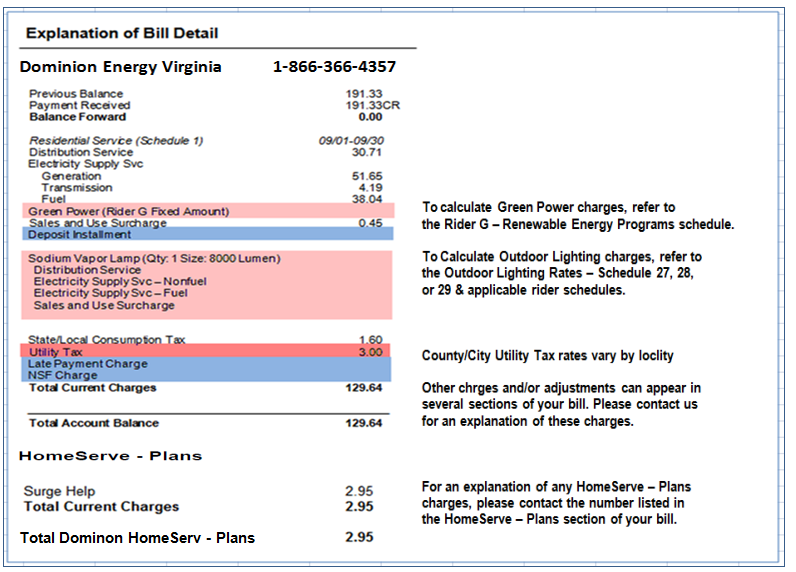 Explanation of Bill Detail
Dominion Energy Virginia 1-866-366-4357
Previous Balance 191.33
Payment Received 191.33CR
Balance Forward 0.00
Residential Service (Schedule 1) 09/01-09/30
Distribution Service 30.71
Electricity Supply Svc
Generation 51.65
Transmission 4.19
Fuel 38.04
Green Power (Rider G Fixed Amount)
Sales and Use Surcharge 0.45
Deposit Installment
To calculate Green Power charges, refer to
the Rider G – Renewable Energy Programs schedule.
Sodium Vapor Lamp (Qty: 1 Size: 8000 Lumen)
Distribution Service
Electricity Supply Svc – Nonfuel
Electricity Supply Svc – Fuel
Sales and Use Surcharge
To Calculate Outdoor Lighting charges, refer to
the Outdoor Lighting Rates – Schedule 27, 28,
or 29 & applicable rider schedules.
State/Local Consumption Tax 1.60
Utility Tax 3.00
Late Payment Charge
NSF Charge
Total Current Charges 129.64
County/City Utility Tax rates vary by loclity
Other chrges and/or adjustments can appear in
several sections of your bill. Please contact us
for an explanation of these charges.
Total Account Balance 129.64
HomeServe - Plans
Surge Help 2.95
Total Current Charges 2.95
Total Dominon HomeServ - Plans 2.95
For an explanation of any HomeServe – Plans
charges, please contact the number listed in
the HomeServe – Plans section of your bill.